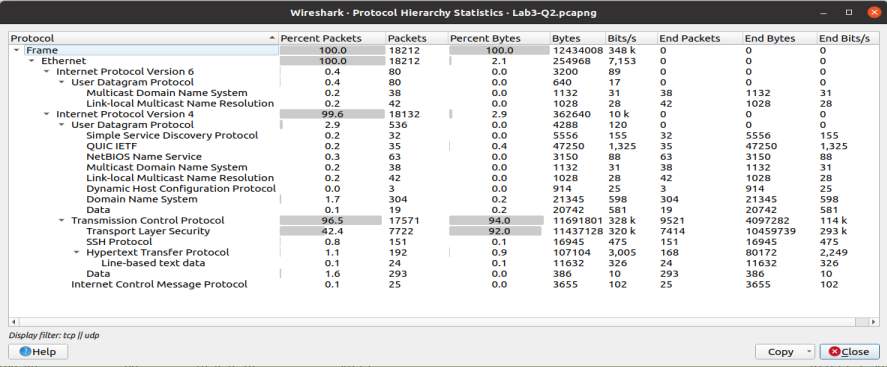 Wireshark · Protocol Hierarchy Statistics · Lab3-Q2.pcapng
Protocol Percent Packets Packets Percent Bytes Bytes Bits/s End Packets End Bytes End Bits/s
Frame 100.0 18212 100.0 12434008 348 k 0 0 0
Ethernet 100.0 18212 2.1 254968 7,153 0 0 0
Internet Protocol Version 6 0.4 80 0.0 3200 89 0 0 0
User Datagram Protocol 0.4 80 0.0 640 17 0 0 0
Multicast Domain Name System 0.2 38 0.0 1132 31 38 1132 31
Link-local Multicast Name Resolution 0.2 42 0.0 1028 28 42 1028 28
Internet Protocol Version 4 99.6 18132 2.9 362640 10 k 0 0 0
User Datagram Protocol 2.9 536 0.0 4288 120 0 0 0
Simple Service Discovery Protocol 0.2 32 0.0 5556 155 32 5556 155
QUIC IETF 0.2 35 0.4 47250 1,325 35 47250 1,325
NetBIOS Name Service 0.3 63 0.0 3150 88 63 3150 88
Multicast Domain Name System 0.2 38 0.0 1132 31 38 1132 31
Link-local Multicast Name Resolution 0.2 42 0.0 1028 28 42 1028 28
Dynamic Host Configuration Protocol 0.0 3 0.0 914 25 3 914 25
Domain Name System 1.7 304 0.2 21345 598 304 21345 598
Data 0.1 19 0.2 20742 581 19 20742 581
Transmission Control Protocol 96.5 17571 94.0 11691801 328 k 9521 4097282 114 k
Transport Layer Security 42.4 7722 92.0 11437128 320 k 7414 10459739 293 k
SSH Protocol 0.8 151 0.1 16945 475 151 16945 475
Hypertext Transfer Protocol 1.1 192 0.9 107104 3,005 168 80172 2,249
Line-based text data 0.1 24 0.1 11632 326 24 11632 326
Data 1.6 293 0.0 386 10 293 386 10
Internet Control Message Protocol 0.1 25 0.0 3655 102 25 3655 102
Display filter: tcp || udp
Help Copy Close